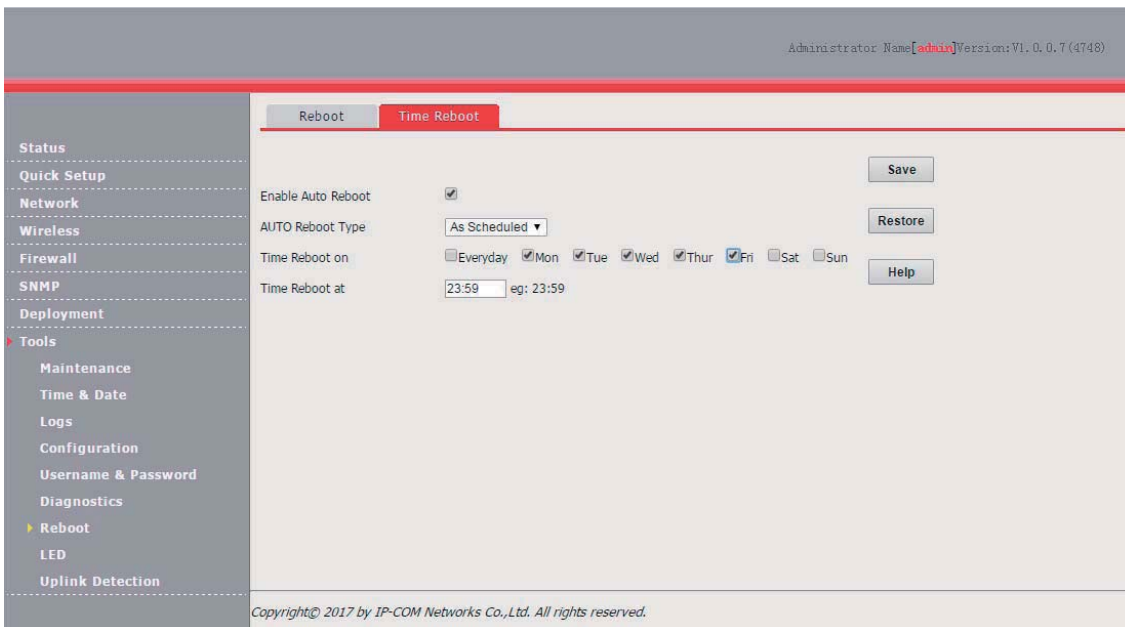 Administrator Name[admin]Version:V1.0.0.7(4748)
Reboot Time Reboot
Status
Quick Setup
Network
Wireless
Firewall
SNMP
Deployment
Tools
Maintenance
Time & Date
Logs
Configuration
Username & Password
Diagnostics
Reboot
LED
Uplink Detection
Enable Auto Reboot
AUTO Reboot Type As Scheduled
Time Reboot on Everyday Mon Tue Wed Thur Fri Sat Sun
Time Reboot at 23:59 eg: 23:59
Save
Restore
Help
Copyright© 2017 by IP-COM Networks Co.,Ltd. All rights reserved.